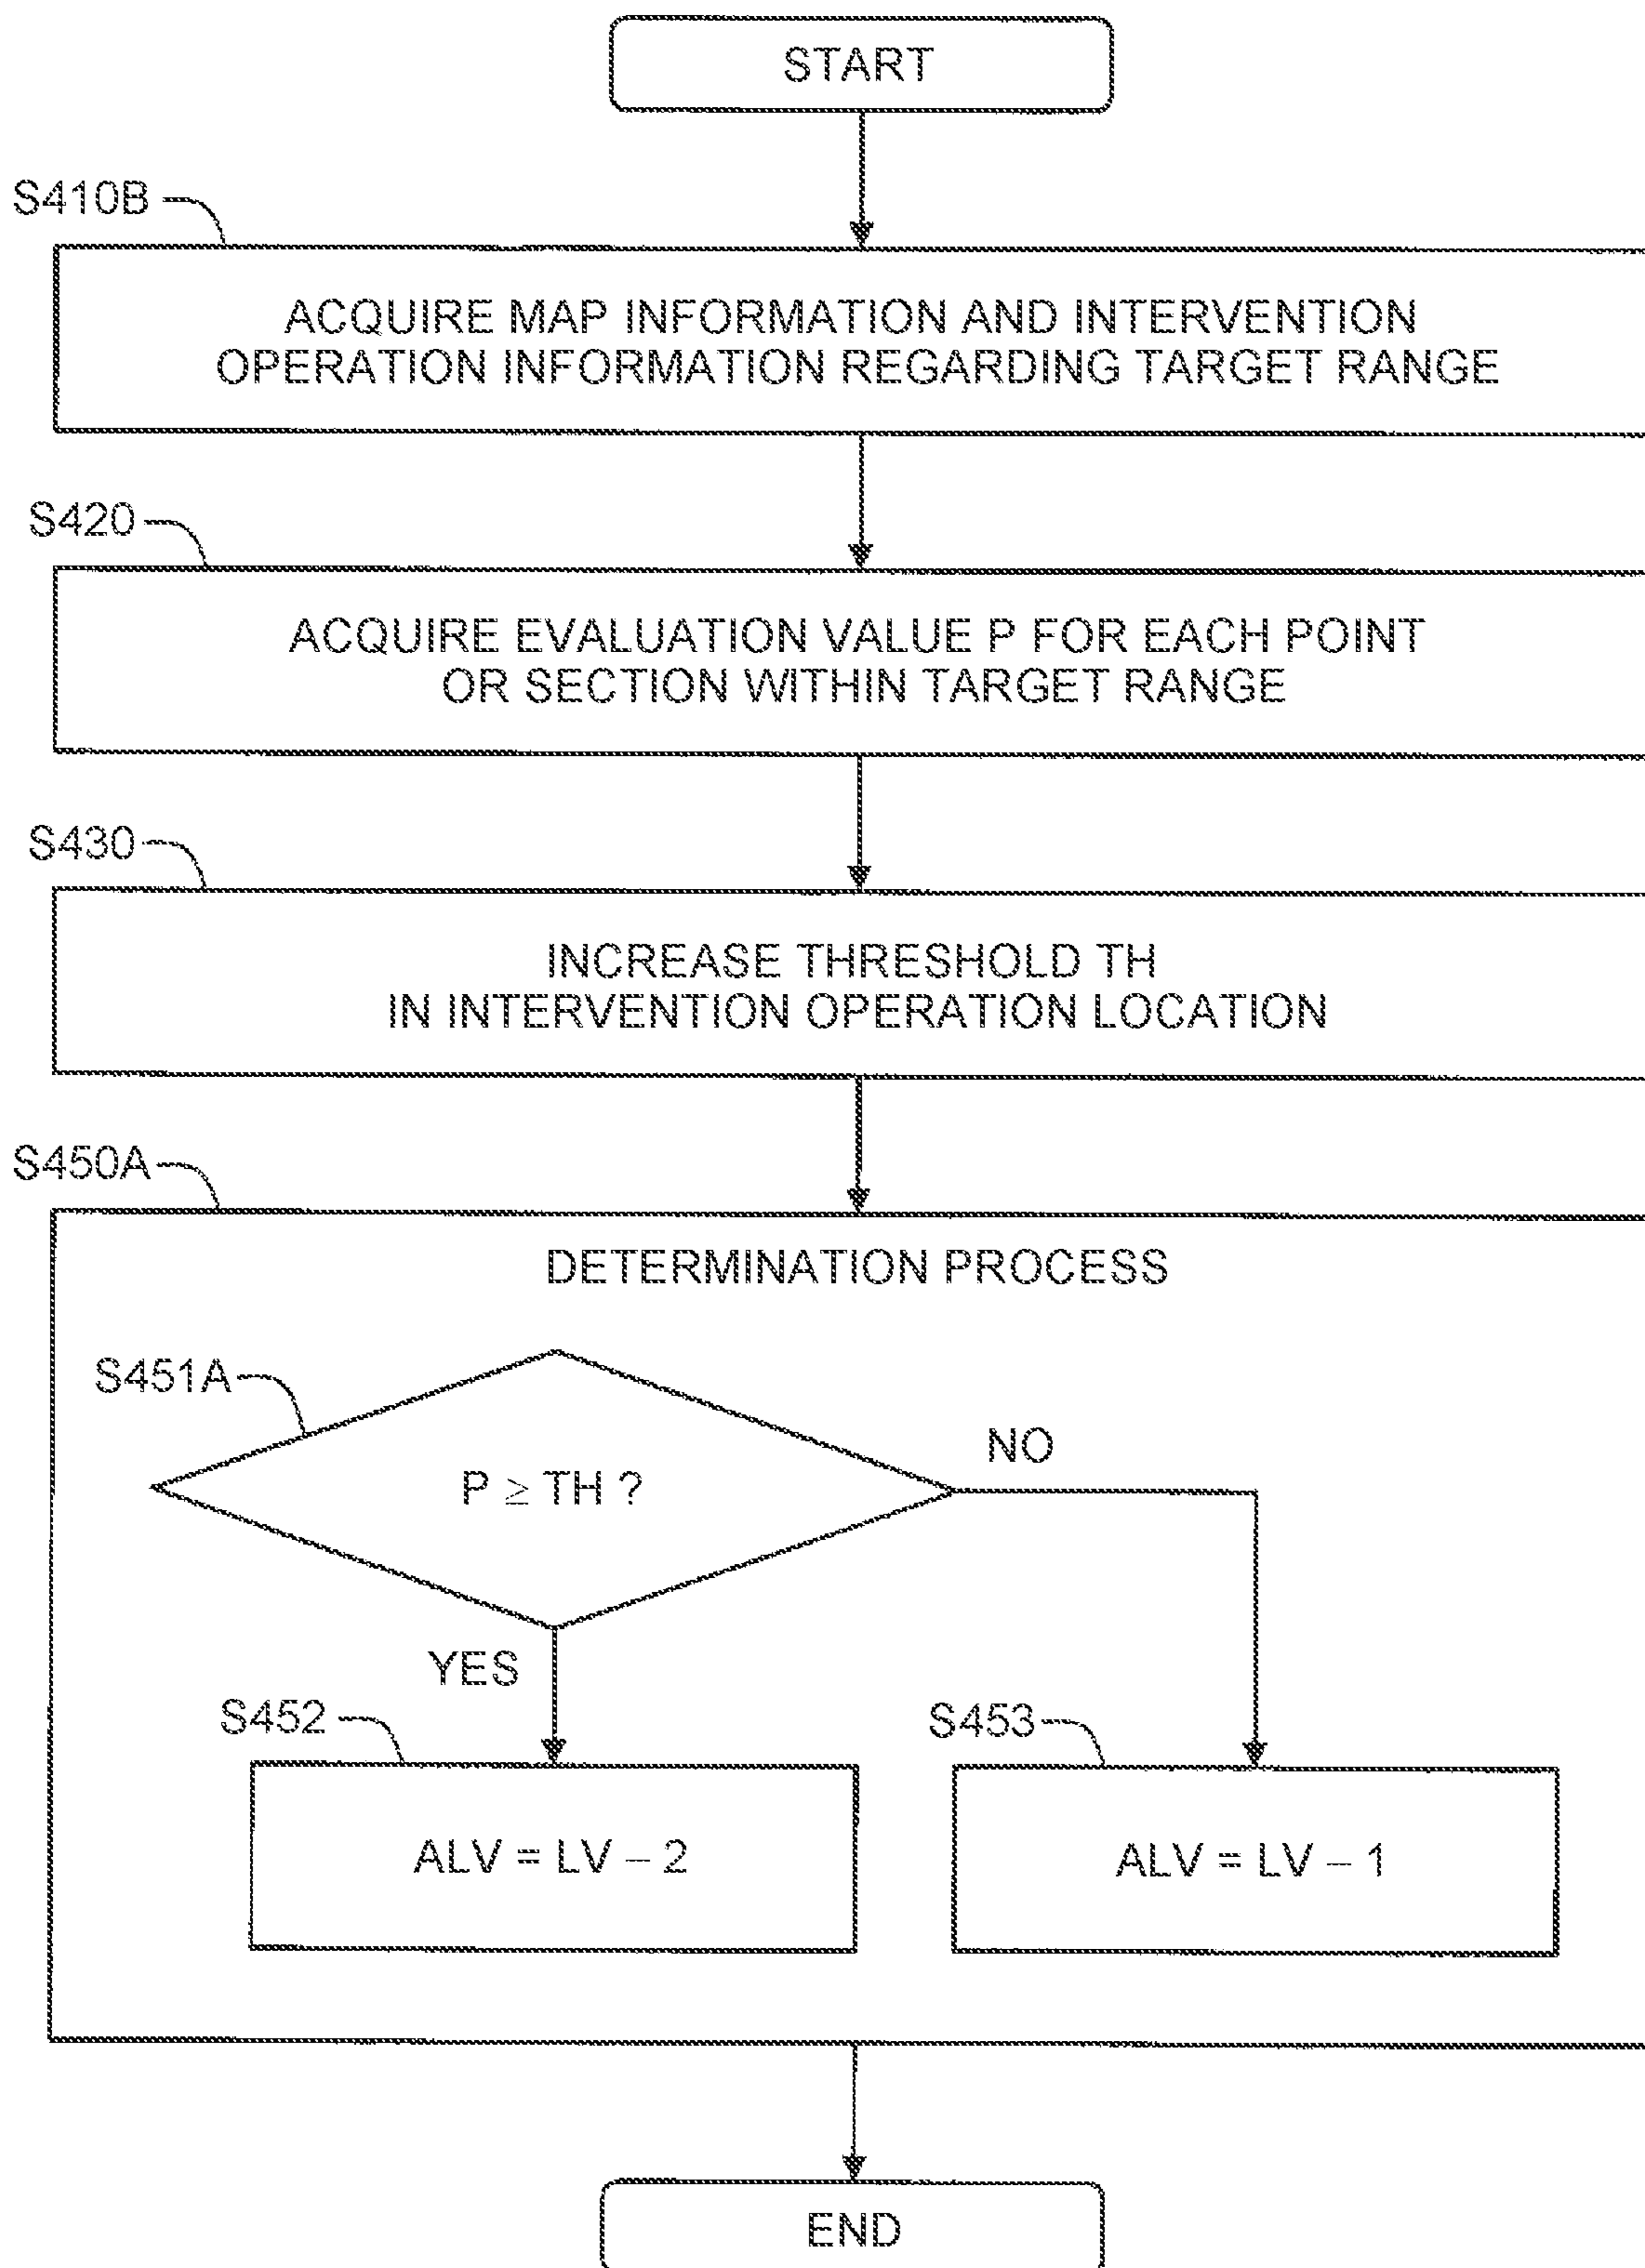 START
S410B
ACQUIRE MAP INFORMATION AND INTERVENTION
OPERATION INFORMATION REGARDING TARGET RANGE
S420
ACQUIRE EVALUATION VALUE P FOR EACH POINT
OR SECTION WITHIN TARGET RANGE
S430
INCREASE THRESHOLD TH
IN INTERVENTION OPERATION LOCATION
S450A
DETERMINATION PROCESS
S451A
P ≥ TH ?
NO
YES
S452
ALV = LV – 2
S453
ALV = LV – 1
END